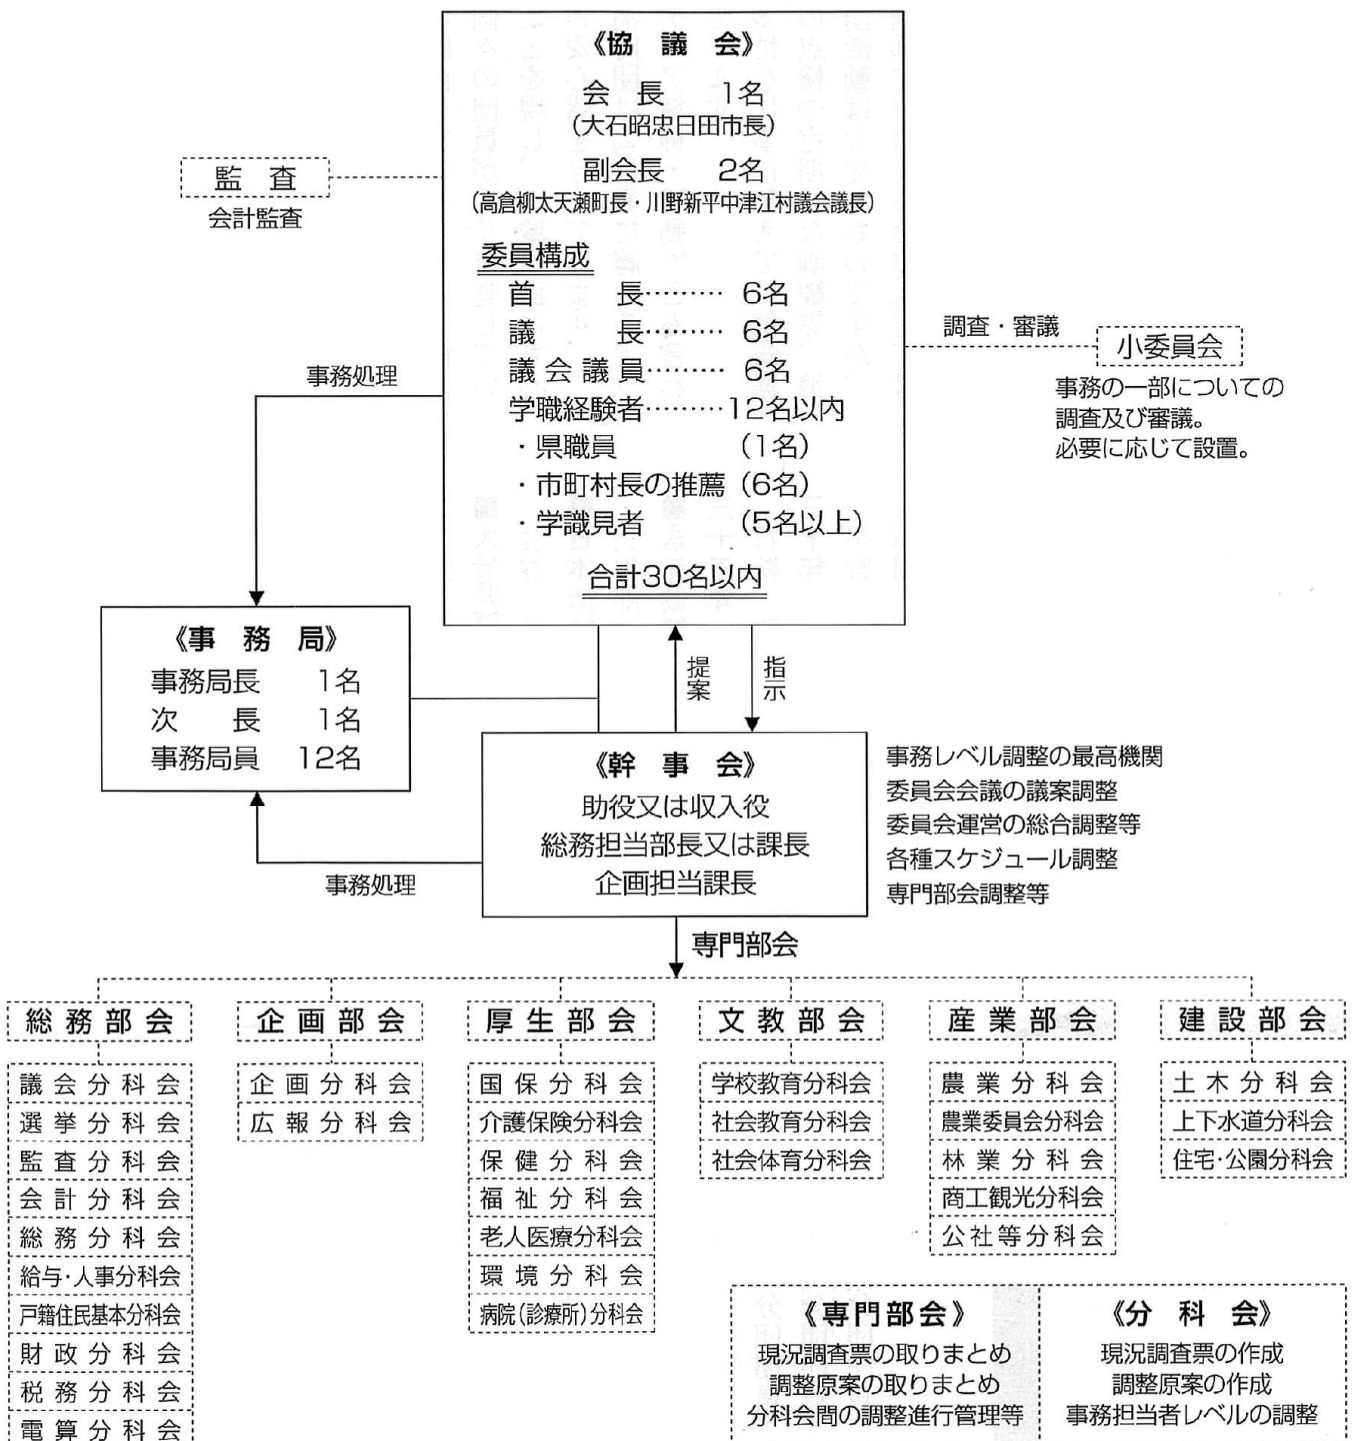 《協議会》
会長 1名
(大石昭忠日田市長)
副会長 2名
(高倉柳太天瀬町長・川野新平中津江村議会議長)
委員構成
首長……… 6名
議長……… 6名
議会議員……… 6名
学職経験者………12名以内
・県職員 (1名)
・市町村長の推薦 (6名)
・学識見者 (5名以上)
合計30名以内
監査
会計監査
調査・審議
小委員会
事務の一部についての
調査及び審議。
必要に応じて設置。
事務処理
《事務局》
事務局長 1名
次長 1名
事務局員 12名
提案
指示
《幹事会》
助役又は収入役
総務担当部長又は課長
企画担当課長
事務レベル調整の最高機関
委員会会議の議案調整
委員会運営の総合調整等
各種スケジュール調整
専門部会調整等
事務処理
専門部会
総務部会
議会分科会
選挙分科会
監査分科会
会計分科会
総務分科会
給与・人事分科会
戸籍住民基本分科会
財政分科会
税務分科会
電算分科会
企画部会
企画分科会
広報分科会
厚生部会
国保分科会
介護保険分科会
保健分科会
福祉分科会
老人医療分科会
環境分科会
病院(診療所)分科会
文教部会
学校教育分科会
社会教育分科会
社会体育分科会
産業部会
農業分科会
農業委員会分科会
林業分科会
商工観光分科会
公社等分科会
建設部会
土木分科会
上下水道分科会
住宅・公園分科会
《専門部会》
現況調査票の取りまとめ
調整原案の取りまとめ
分科会間の調整進行管理等
《分科会》
現況調査票の作成
調整原案の作成
事務担当者レベルの調整